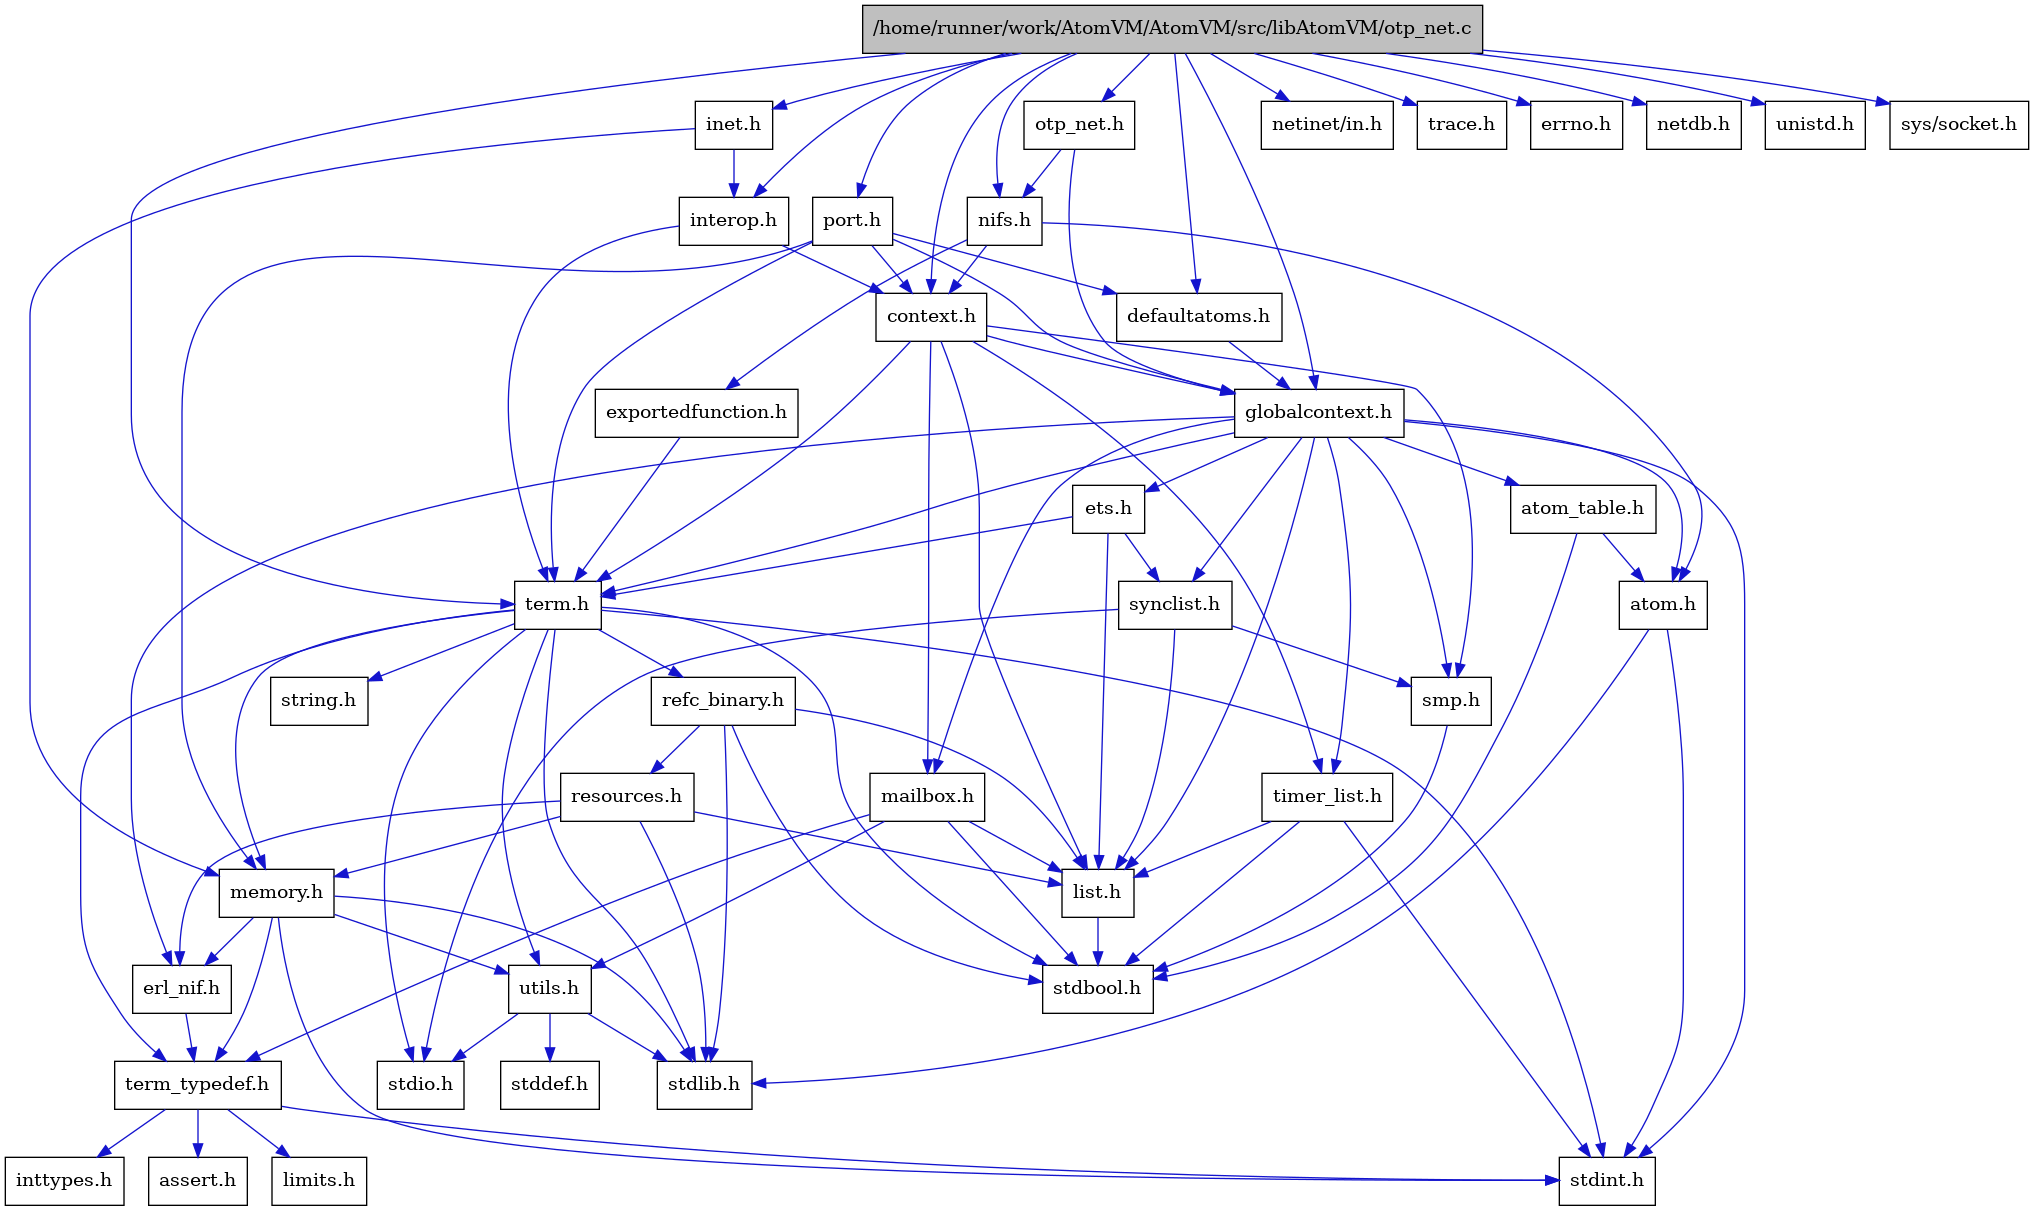 /home/runner/work/AtomVM/AtomVM/src/libAtomVM/otp_net.c
inet.h
otp_net.h
netinet/in.h
trace.h
errno.h
netdb.h
unistd.h
sys/socket.h
interop.h
port.h
nifs.h
context.h
defaultatoms.h
exportedfunction.h
globalcontext.h
ets.h
atom_table.h
term.h
synclist.h
atom.h
string.h
refc_binary.h
smp.h
resources.h
mailbox.h
timer_list.h
memory.h
list.h
erl_nif.h
utils.h
stdbool.h
term_typedef.h
stdio.h
stddef.h
stdlib.h
inttypes.h
assert.h
limits.h
stdint.h